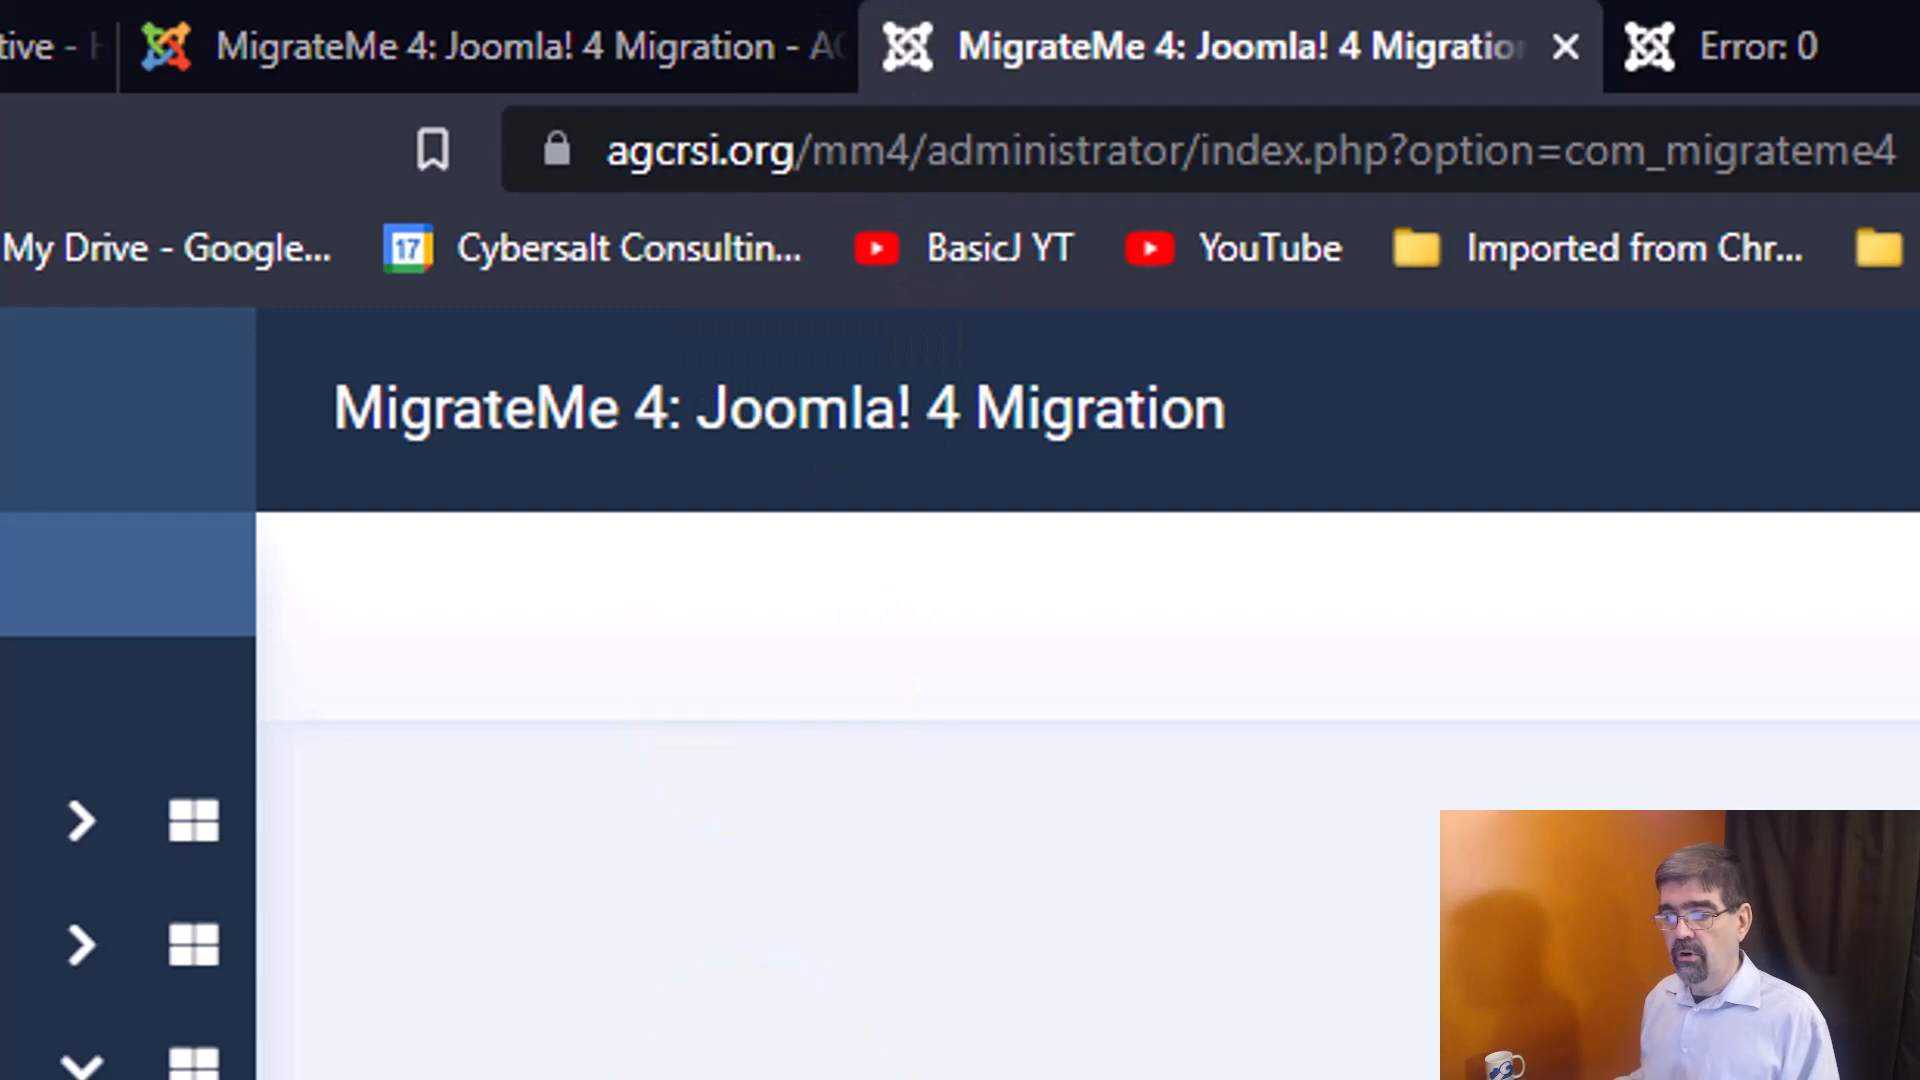 tive -
MigrateMe 4: Joomla! 4 Migration - AC
MigrateMe 4: Joomla! 4 Migratio
Error: 0
agcrsi.org/mm4/administrator/index.php?option=com_migrateme4
My Drive - Google...
17
Cybersalt Consultin...
BasicJ YT
YouTube
Imported from Chr...
MigrateMe 4: Joomla! 4 Migration